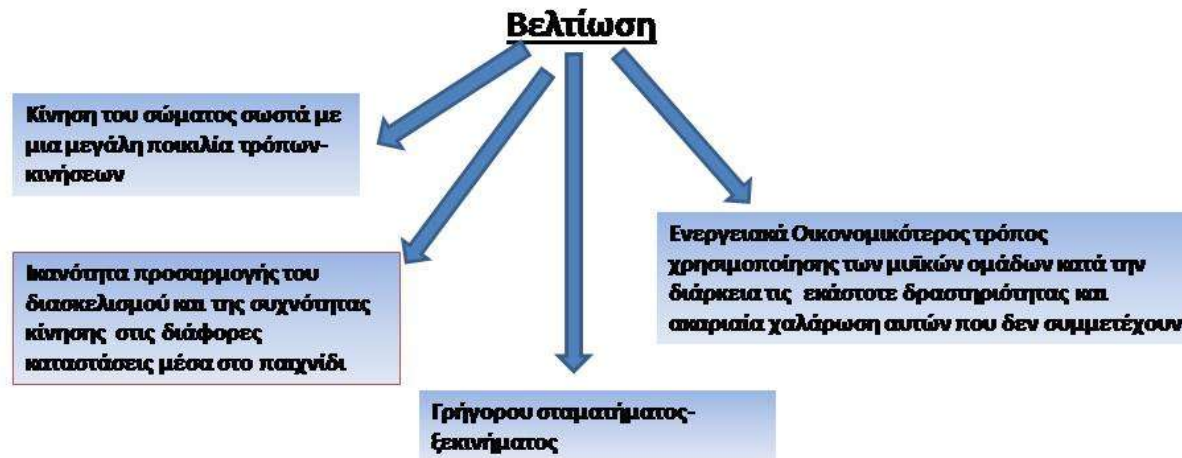 Βελτίωση
Κίνηση του σώματος σωστά με
μια μεγάλη ποικιλία τρόπων-
κινήσεων
Ικανότητα προσαρμογής του
διασκελισμού και της συχνότητας
κίνησης στις διάφορες
καταστάσεις μέσα στο παιχνίδι
Γρήγορου σταματήματος-
ξεκινήματος
Ενεργειακά Οικονομικότερος τρόπος
χρησιμοποίησης των μυϊκών ομάδων κατά την
διάρκεια τις εκάστοτε δραστηριότητας και
ακαριαία χαλάρωση αυτών που δεν συμμετέχουν